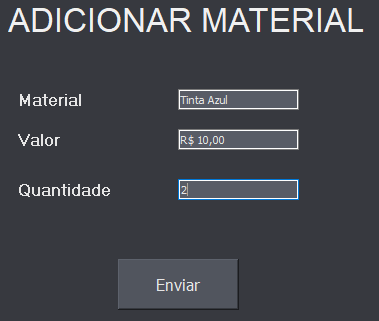 ADICIONAR MATERIAL
Material Tinta Azul
Valor R$ 10,00
Quantidade 2
Enviar